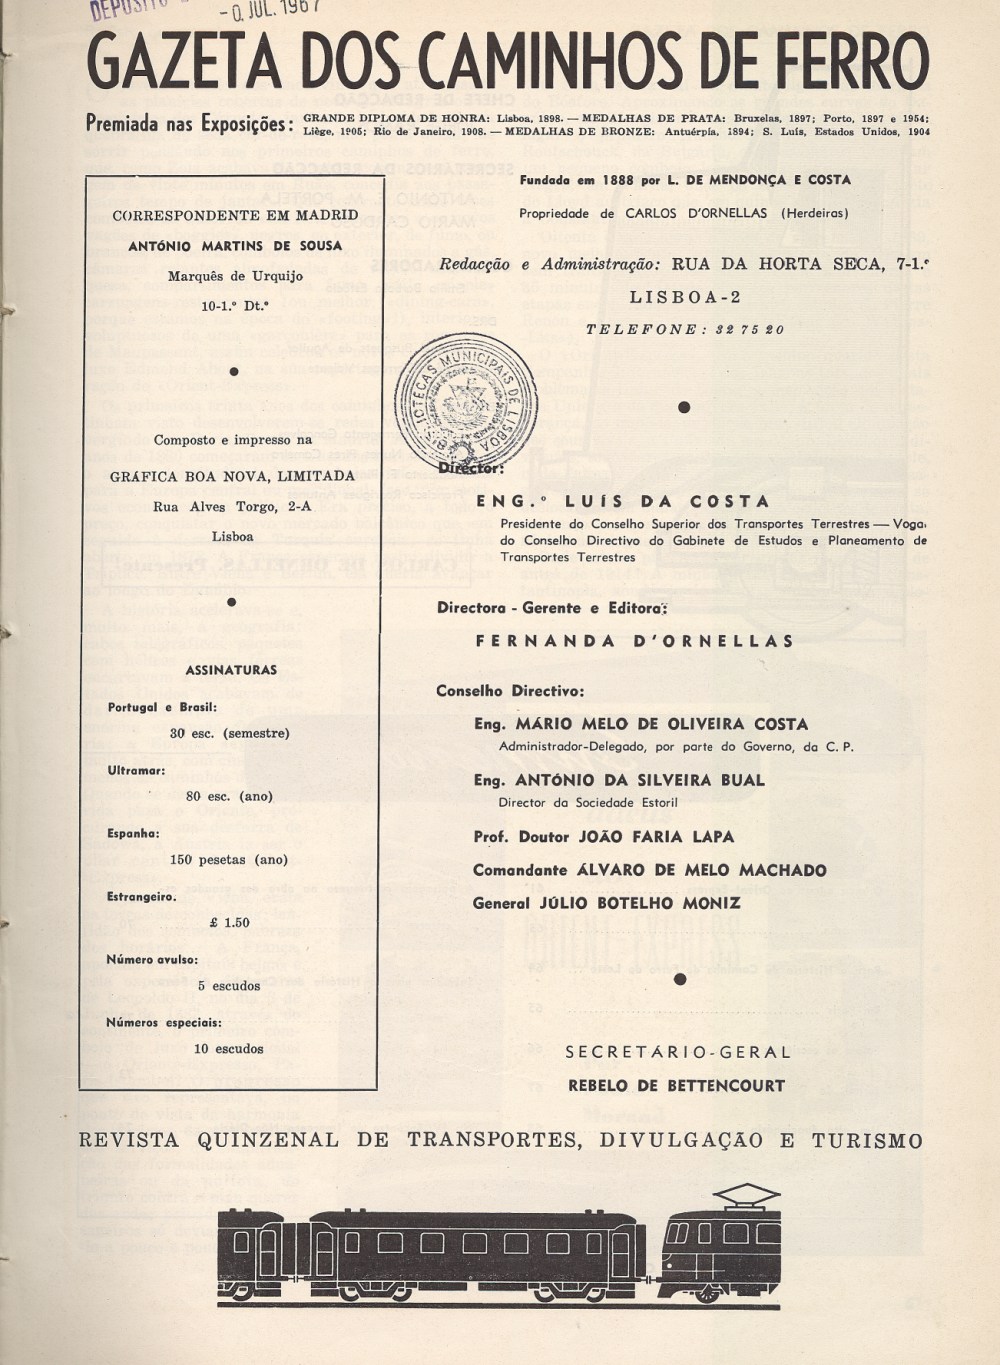 - 0. JUL. 1967
GAZETA DOS CAMINHOS DE FERRO
Premiada nas Exposições: GRANDE DIPLOMA DE HONRA: Lisboa, 1898. — MEDALHAS DE PRATA: Bruxelas, 1897; Porto, 1897 e 1954;
Liège, 1905; Rio de Janeiro, 1908. — MEDALHAS DE BRONZE: Antuérpia, 1894; S. Luís, Estados Unidos, 1904
CORRESPONDENTE EM MADRID
ANTÓNIO MARTINS DE SOUSA
Marquês de Urquijo
10-1.º Dt.º
Composto e impresso na
GRÁFICA BOA NOVA, LIMITADA
Rua Alves Torgo, 2-A
Lisboa
ASSINATURAS
Portugal e Brasil:
30 esc. (semestre)
Ultramar:
80 esc. (ano)
Espanha:
150 pesetas (ano)
Estrangeiro.
£ 1.50
Número avulso:
5 escudos
Números especiais:
10 escudos
Fundada em 1888 por L. DE MENDONÇA E COSTA
Propriedade de CARLOS D'ORNELLAS (Herdeiras)
Redacção e Administração: RUA DA HORTA SECA, 7-1.º
LISBOA-2
TELEFONE: 32 75 20
BIBLIOTECAS MUNICIPAIS DE LISBOA
Director:
ENG.º LUÍS DA COSTA
Presidente do Conselho Superior dos Transportes Terrestres — Vogal
do Conselho Directivo do Gabinete de Estudos e Planeamento de
Transportes Terrestres
Directora - Gerente e Editora:
FERNANDA D'ORNELLAS
Conselho Directivo:
Eng. MÁRIO MELO DE OLIVEIRA COSTA
Administrador-Delegado, por parte do Governo, da C. P.
Eng. ANTÓNIO DA SILVEIRA BUAL
Director da Sociedade Estoril
Prof. Doutor JOÃO FARIA LAPA
Comandante ÁLVARO DE MELO MACHADO
General JÚLIO BOTELHO MONIZ
SECRETÁRIO-GERAL
REBELO DE BETTENCOURT
REVISTA QUINZENAL DE TRANSPORTES, DIVULGAÇÃO E TURISMO